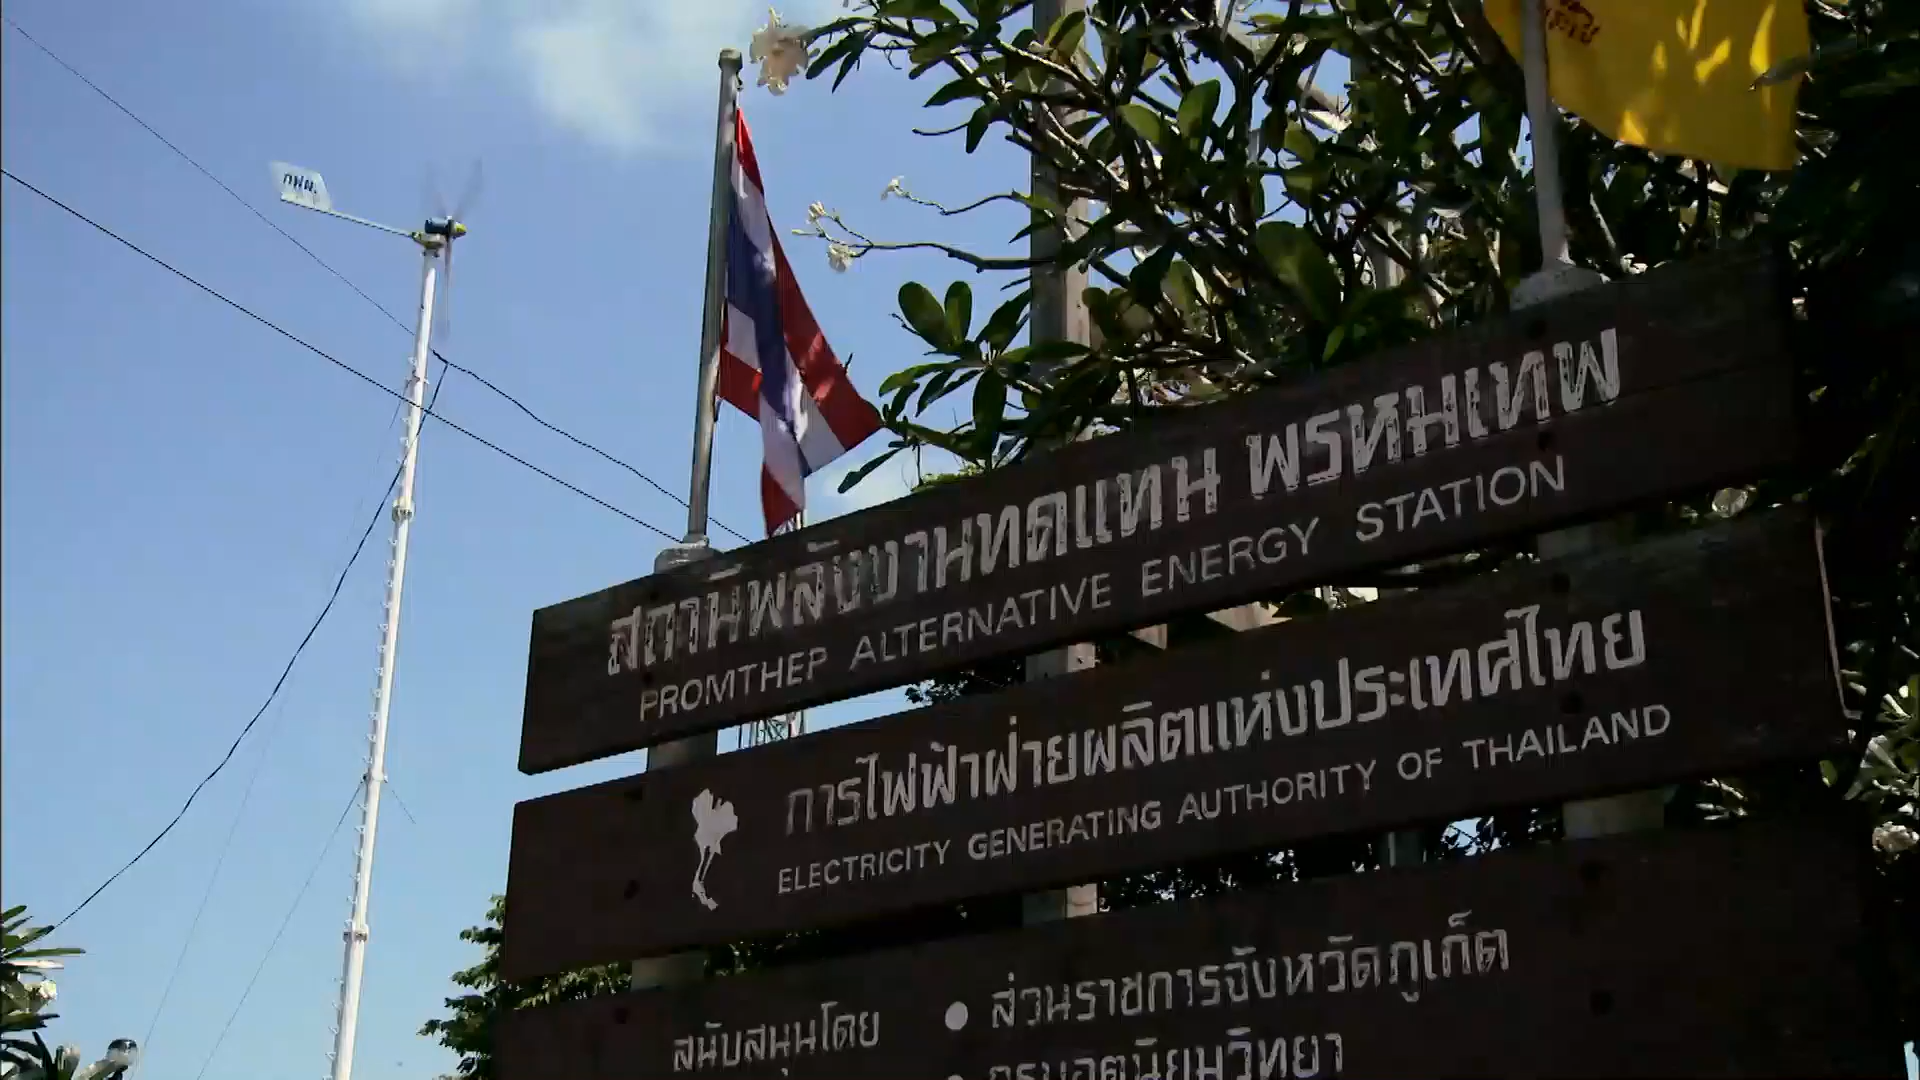 กฟผ.
สถานีพลังงานทดแทน พรหมเทพ
PROMTHEP ALTERNATIVE ENERGY STATION
การไฟฟ้าฝ่ายผลิตแห่งประเทศไทย
ELECTRICITY GENERATING AUTHORITY OF THAILAND
สนับสนุนโดย ● ส่วนราชการจังหวัดภูเก็ต
● กรมอุตุนิยมวิทยา